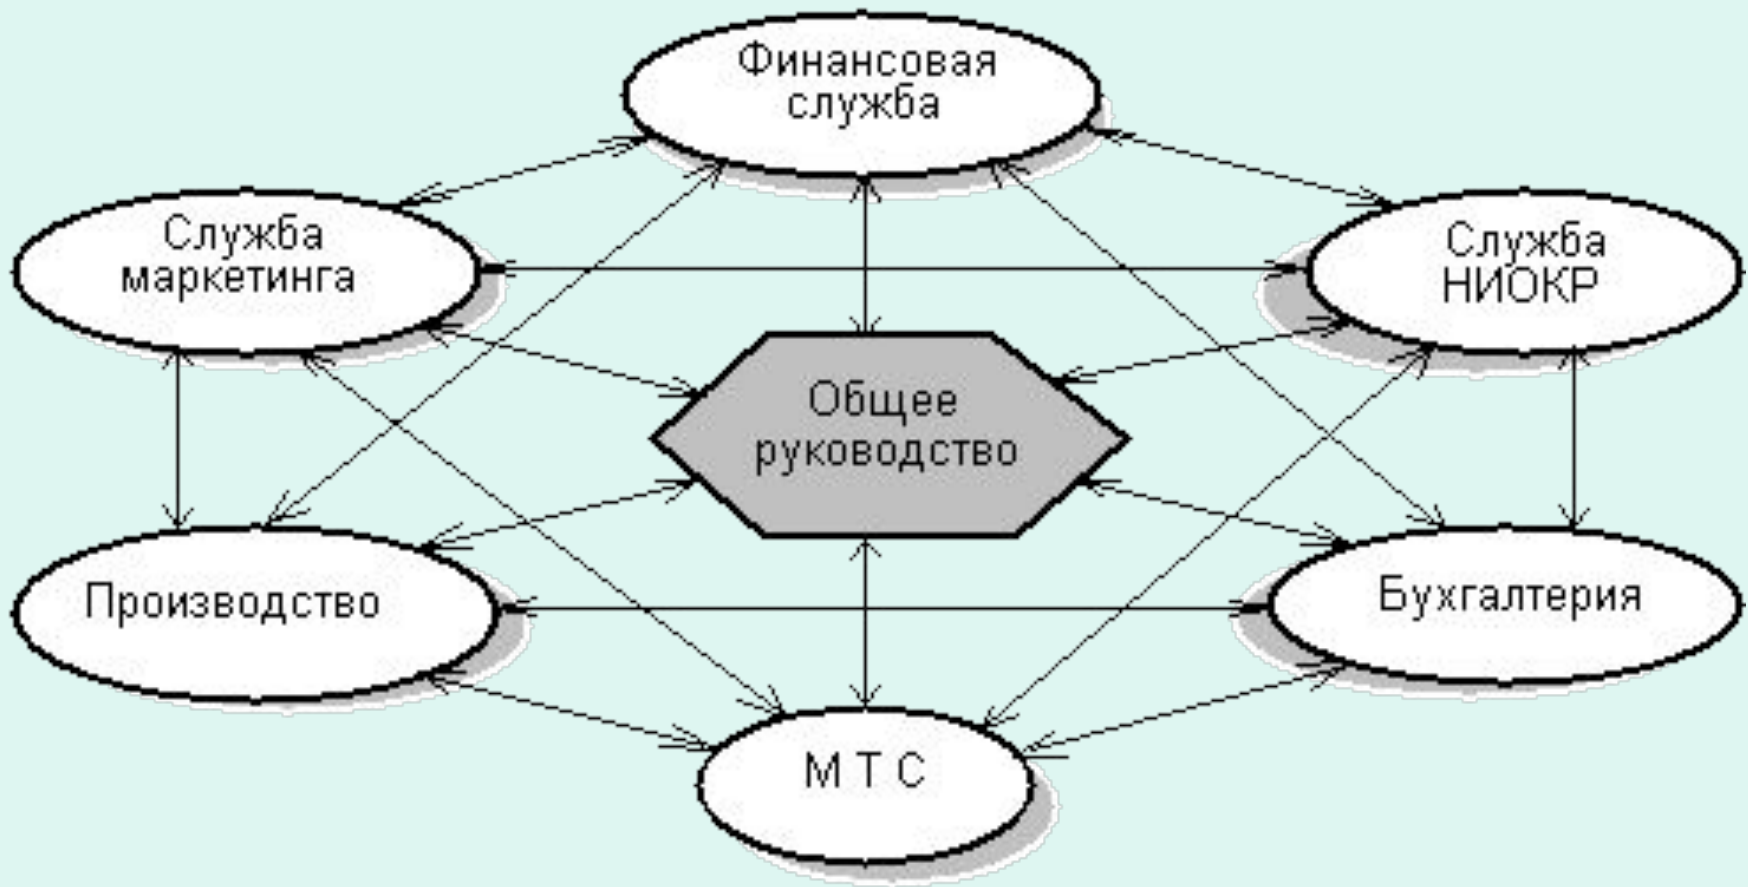 Финансовая
служба
Служба
маркетинга
Служба
НИОКР
Общее
руководство
Производство
Бухгалтерия
М Т С